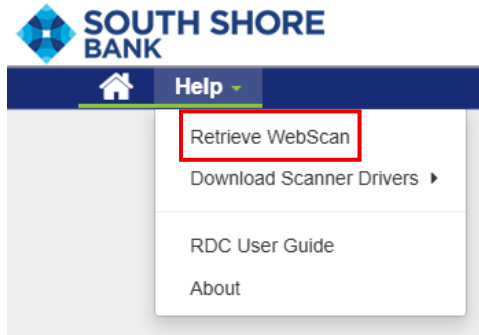 SOUTH SHORE
BANK
Help
Retrieve WebScan
Download Scanner Drivers
RDC User Guide
About